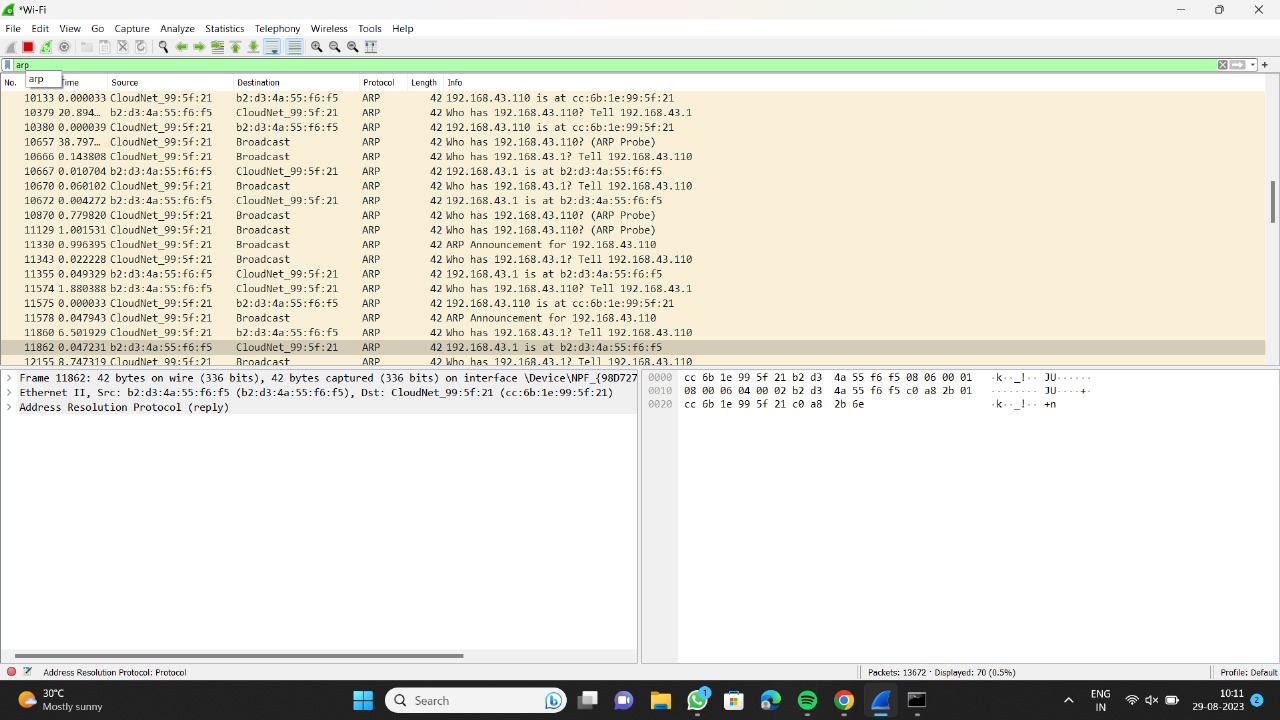 *Wi-Fi
File Edit View Go Capture Analyze Statistics Telephony Wireless Tools Help
arp
arp
No. Time Source Destination Protocol Length Info
10133 0.000033 CloudNet_99:5f:21 b2:d3:4a:55:f6:f5 ARP 42 192.168.43.110 is at cc:6b:1e:99:5f:21
10379 20.894... b2:d3:4a:55:f6:f5 CloudNet_99:5f:21 ARP 42 Who has 192.168.43.110? Tell 192.168.43.1
10380 0.000039 CloudNet_99:5f:21 b2:d3:4a:55:f6:f5 ARP 42 192.168.43.110 is at cc:6b:1e:99:5f:21
10657 38.797... CloudNet_99:5f:21 Broadcast ARP 42 Who has 192.168.43.110? (ARP Probe)
10666 0.143808 CloudNet_99:5f:21 Broadcast ARP 42 Who has 192.168.43.1? Tell 192.168.43.110
10667 0.010704 b2:d3:4a:55:f6:f5 CloudNet_99:5f:21 ARP 42 192.168.43.1 is at b2:d3:4a:55:f6:f5
10670 0.060102 CloudNet_99:5f:21 Broadcast ARP 42 Who has 192.168.43.1? Tell 192.168.43.110
10672 0.004272 b2:d3:4a:55:f6:f5 CloudNet_99:5f:21 ARP 42 192.168.43.1 is at b2:d3:4a:55:f6:f5
10870 0.779820 CloudNet_99:5f:21 Broadcast ARP 42 Who has 192.168.43.110? (ARP Probe)
11129 1.001531 CloudNet_99:5f:21 Broadcast ARP 42 Who has 192.168.43.110? (ARP Probe)
11330 0.996395 CloudNet_99:5f:21 Broadcast ARP 42 ARP Announcement for 192.168.43.110
11343 0.022228 CloudNet_99:5f:21 Broadcast ARP 42 Who has 192.168.43.1? Tell 192.168.43.110
11355 0.049329 b2:d3:4a:55:f6:f5 CloudNet_99:5f:21 ARP 42 192.168.43.1 is at b2:d3:4a:55:f6:f5
11574 1.880388 b2:d3:4a:55:f6:f5 CloudNet_99:5f:21 ARP 42 Who has 192.168.43.110? Tell 192.168.43.1
11575 0.000033 CloudNet_99:5f:21 b2:d3:4a:55:f6:f5 ARP 42 192.168.43.110 is at cc:6b:1e:99:5f:21
11578 0.047943 CloudNet_99:5f:21 Broadcast ARP 42 ARP Announcement for 192.168.43.110
11860 6.501929 CloudNet_99:5f:21 b2:d3:4a:55:f6:f5 ARP 42 Who has 192.168.43.1? Tell 192.168.43.110
11862 0.047231 b2:d3:4a:55:f6:f5 CloudNet_99:5f:21 ARP 42 192.168.43.1 is at b2:d3:4a:55:f6:f5
12155 8.747319 CloudNet_99:5f:21 Broadcast ARP 42 Who has 192.168.43.1? Tell 192.168.43.110
Frame 11862: 42 bytes on wire (336 bits), 42 bytes captured (336 bits) on interface \Device\NPF_{98D727
Ethernet II, Src: b2:d3:4a:55:f6:f5 (b2:d3:4a:55:f6:f5), Dst: CloudNet_99:5f:21 (cc:6b:1e:99:5f:21)
Address Resolution Protocol (reply)
0000 cc 6b 1e 99 5f 21 b2 d3 4a 55 f6 f5 08 06 00 01 ·k··_!·· JU······
0010 08 00 06 04 00 02 b2 d3 4a 55 f6 f5 c0 a8 2b 01 ········ JU····+·
0020 cc 6b 1e 99 5f 21 c0 a8 2b 6e ·k··_!·· +n
Address Resolution Protocol: Protocol
Packets: 13672 · Displayed: 70 (0.5%)
Profile: Default
30°C
Mostly sunny
Search
1
ENG
IN
10:11
29-08-2023
2